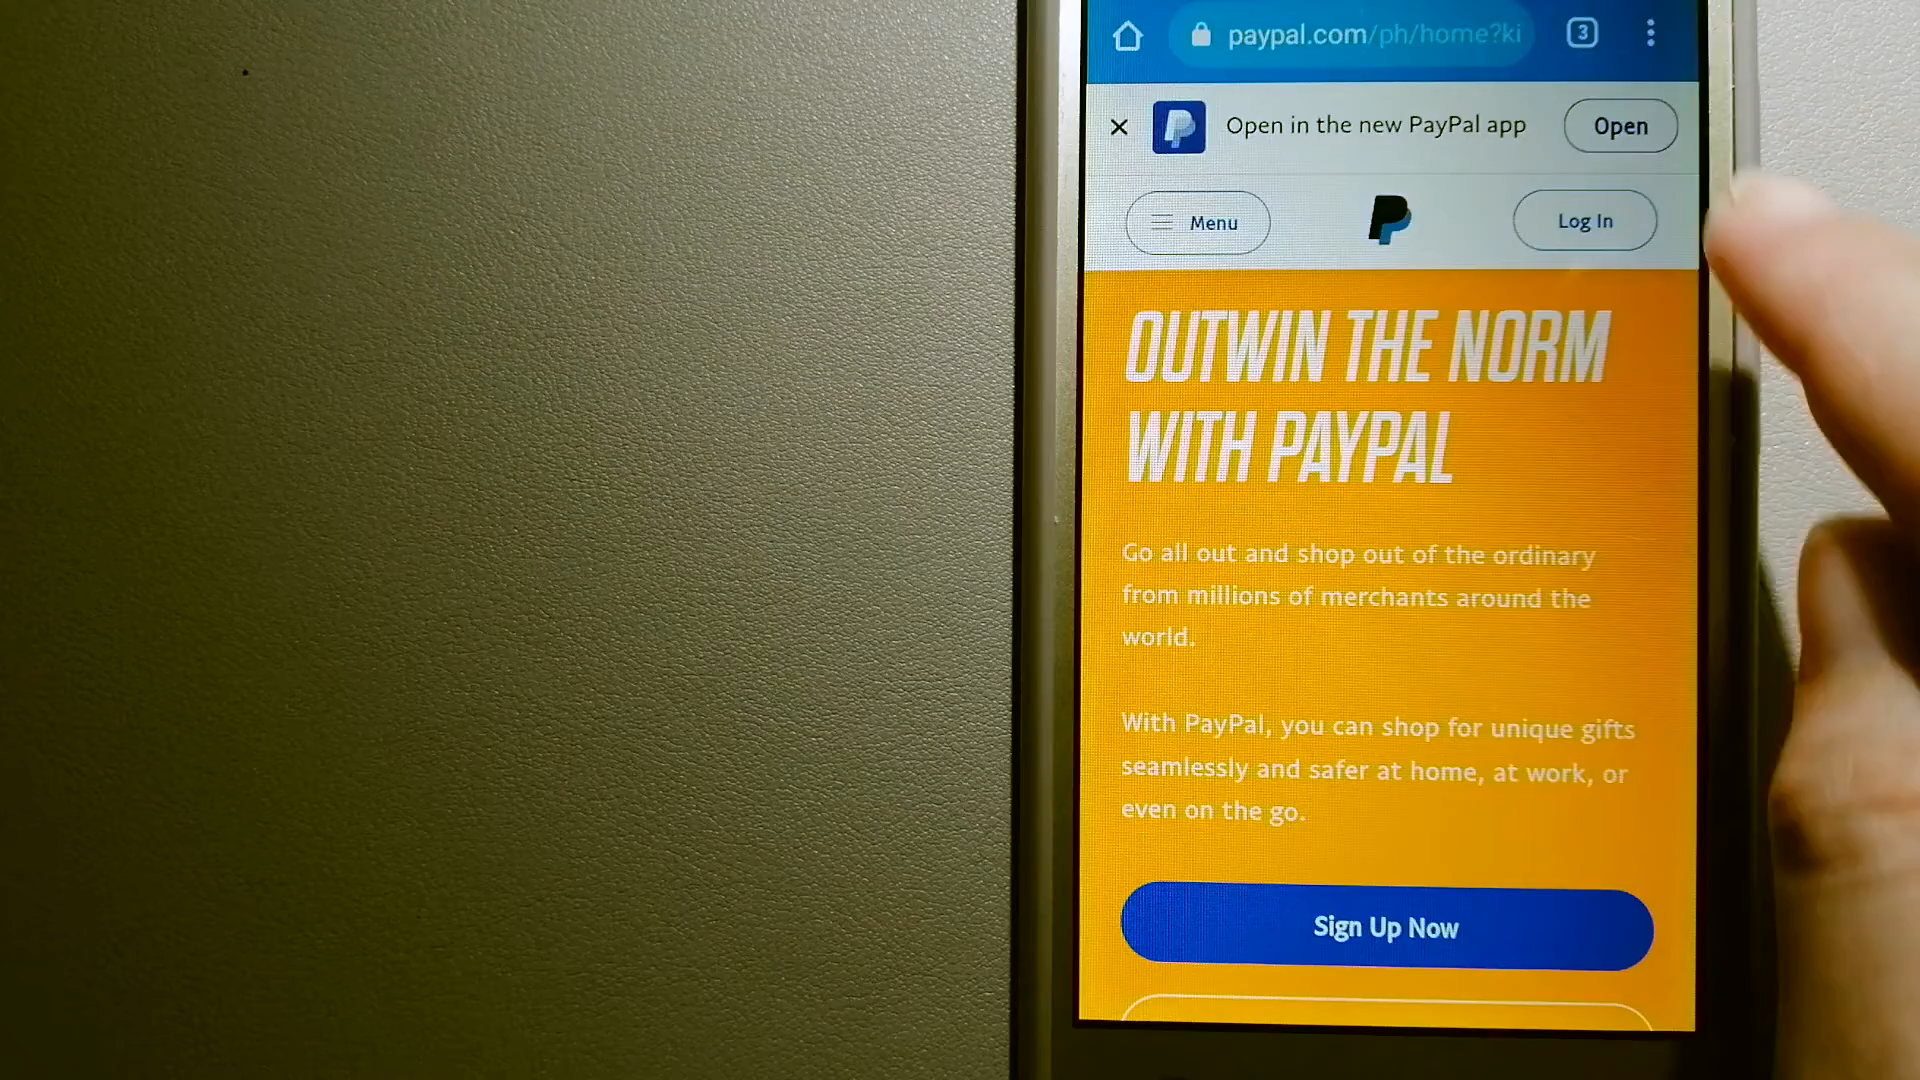 paypal.com/ph/home?ki
3
Open in the new PayPal app
Open
Menu
Log In
OUTWIN THE NORM
WITH PAYPAL
Go all out and shop out of the ordinary
from millions of merchants around the
world.
With PayPal, you can shop for unique gifts
seamlessly and safer at home, at work, or
even on the go.
Sign Up Now